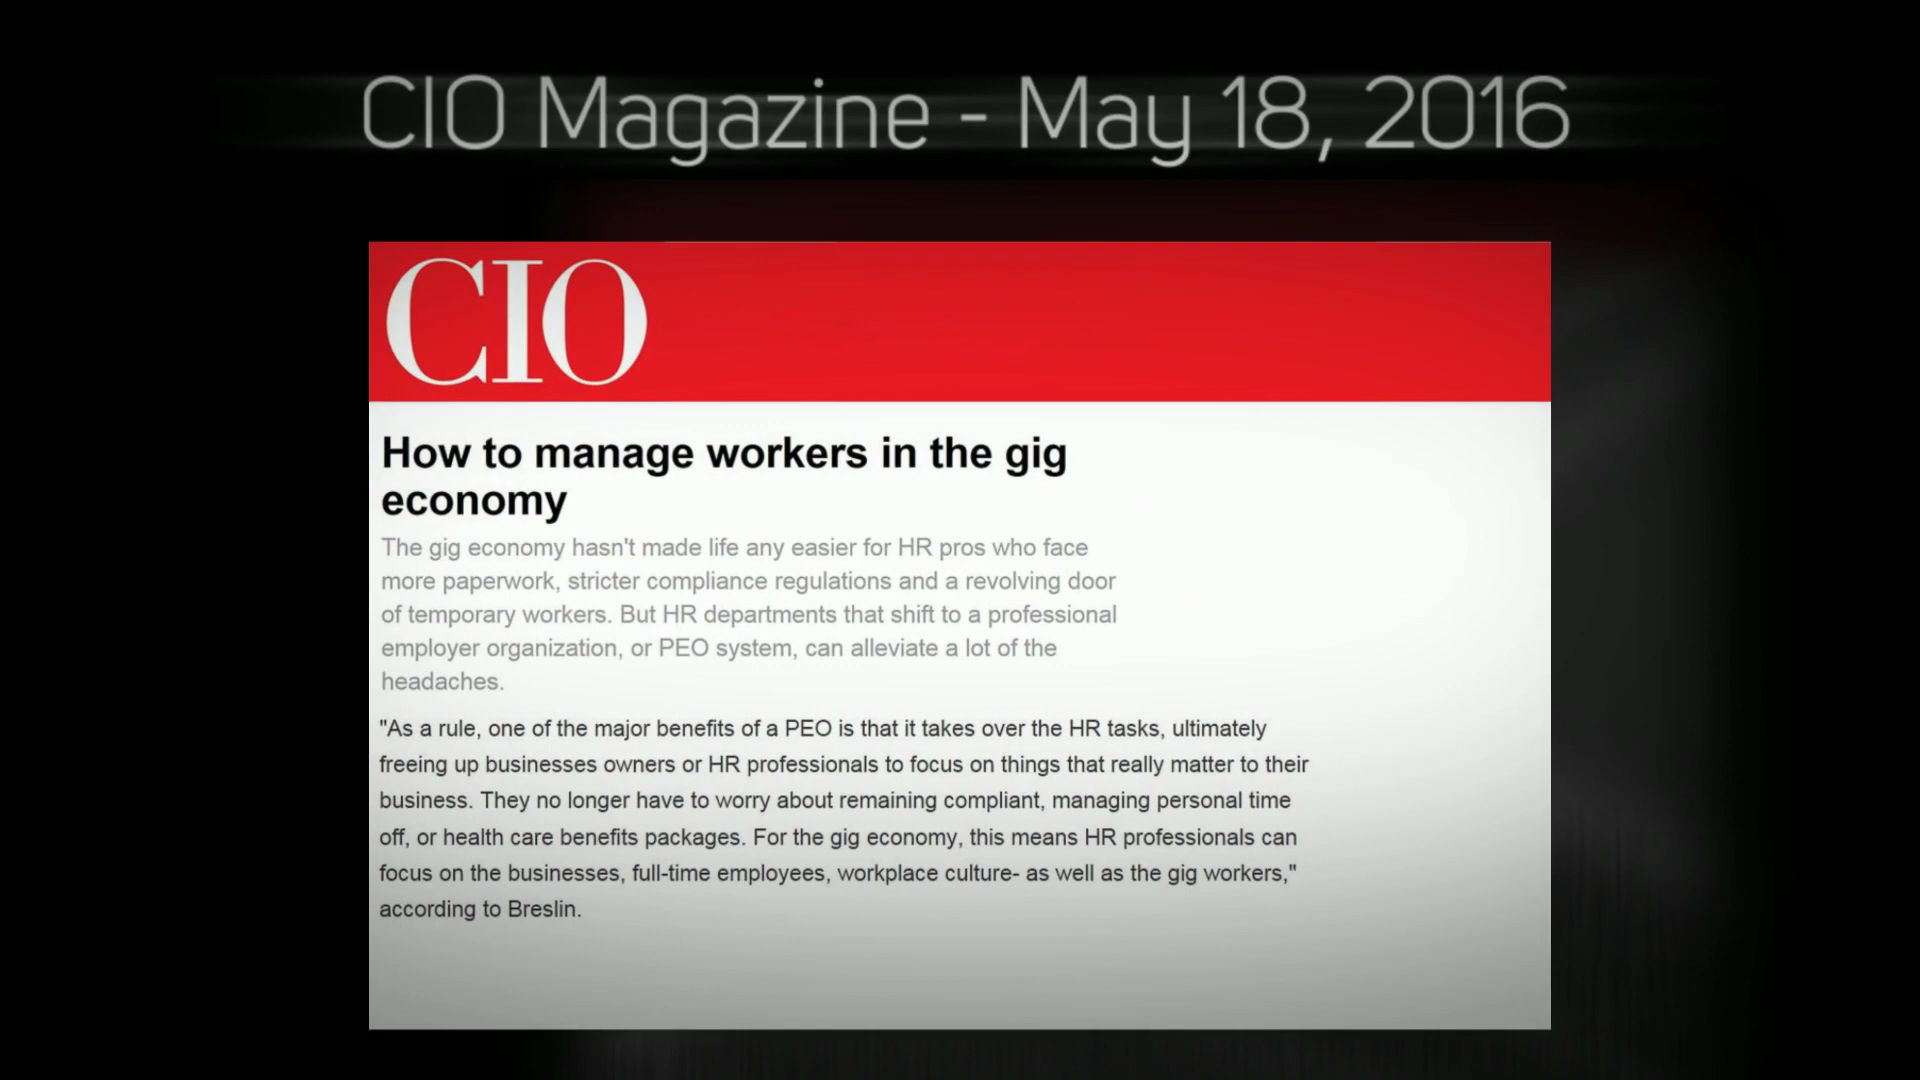 CIO Magazine - May 18, 2016
CIO
How to manage workers in the gig
economy
The gig economy hasn't made life any easier for HR pros who face
more paperwork, stricter compliance regulations and a revolving door
of temporary workers. But HR departments that shift to a professional
employer organization, or PEO system, can alleviate a lot of the
headaches.
"As a rule, one of the major benefits of a PEO is that it takes over the HR tasks, ultimately
freeing up businesses owners or HR professionals to focus on things that really matter to their
business. They no longer have to worry about remaining compliant, managing personal time
off, or health care benefits packages. For the gig economy, this means HR professionals can
focus on the businesses, full-time employees, workplace culture- as well as the gig workers,"
according to Breslin.